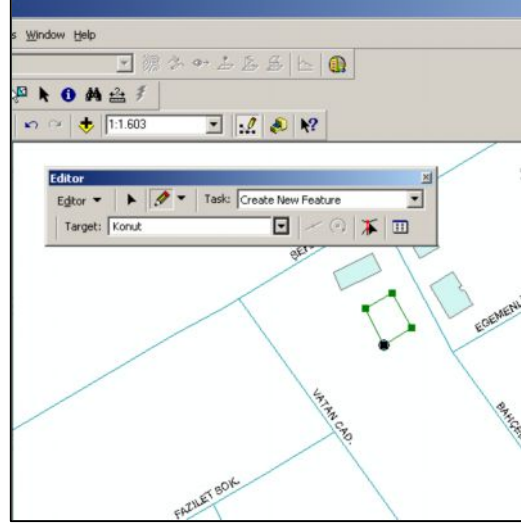 s Window Help
1:1.603
Editor
Editor Task: Create New Feature
Target: Konut
EGEMENL
VATAN CAD.
BAHÇE
FAZİLET SOK.